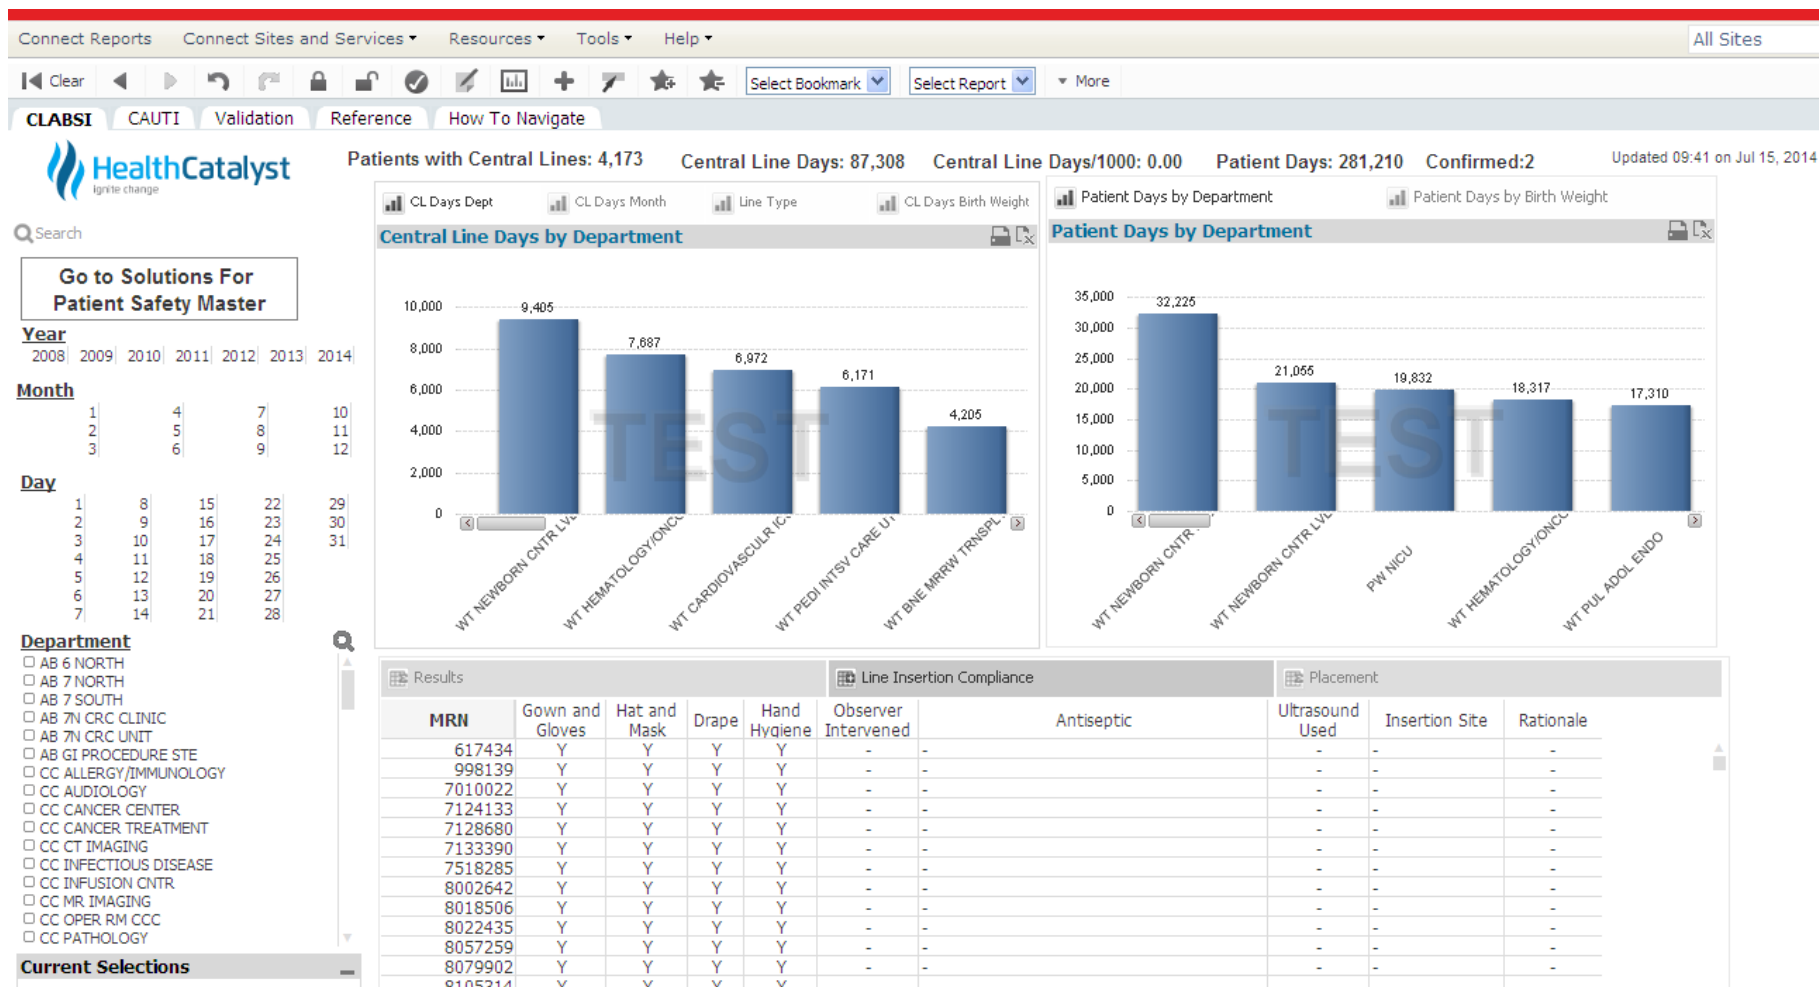 Connect Reports Connect Sites and Services Resources Tools Help All Sites
Clear Select Bookmark Select Report More
CLABSI CAUTI Validation Reference How To Navigate
HealthCatalyst
ignite change
Patients with Central Lines: 4,173 Central Line Days: 87,308 Central Line Days/1000: 0.00 Patient Days: 281,210 Confirmed:2 Updated 09:41 on Jul 15, 2014
Search
Go to Solutions For
Patient Safety Master
Year
2008 2009 2010 2011 2012 2013 2014
Month
1 4 7 10
2 5 8 11
3 6 9 12
Day
1 8 15 22 29
2 9 16 23 30
3 10 17 24 31
4 11 18 25
5 12 19 26
6 13 20 27
7 14 21 28
Department
AB 6 NORTH
AB 7 NORTH
AB 7 SOUTH
AB 7N CRC CLINIC
AB 7N CRC UNIT
AB GI PROCEDURE STE
CC ALLERGY/IMMUNOLOGY
CC AUDIOLOGY
CC CANCER CENTER
CC CANCER TREATMENT
CC CT IMAGING
CC INFECTIOUS DISEASE
CC INFUSION CNTR
CC MR IMAGING
CC OPER RM CCC
CC PATHOLOGY
Current Selections
CL Days Dept CL Days Month Line Type CL Days Birth Weight
Central Line Days by Department
10,000
8,000
6,000
4,000
2,000
0
9,405
7,687
6,972
6,171
4,205
TEST
WT NEWBORN CNTR LVL
WT HEMATOLOGY/ONCO
WT CARDIOVASCULR IC
WT PEDI INTSV CARE UT
WT BNE MRRW TRNSPL
Patient Days by Department Patient Days by Birth Weight
Patient Days by Department
35,000
30,000
25,000
20,000
15,000
10,000
5,000
0
32,225
21,055
19,832
18,317
17,310
TEST
WT NEWBORN CNTR
WT NEWBORN CNTR LVL
PW NICU
WT HEMATOLOGY/ONCO
WT PUL ADOL ENDO
Results Line Insertion Compliance Placement
MRN Gown and Gloves Hat and Mask Drape Hand Hygiene Observer Intervened Antiseptic Ultrasound Used Insertion Site Rationale
617434 Y Y Y Y - - - - -
998139 Y Y Y Y - - - - -
7010022 Y Y Y Y - - - - -
7124133 Y Y Y Y - - - - -
7128680 Y Y Y Y - - - - -
7133390 Y Y Y Y - - - - -
7518285 Y Y Y Y - - - - -
8002642 Y Y Y Y - - - - -
8018506 Y Y Y Y - - - - -
8022435 Y Y Y Y - - - - -
8057259 Y Y Y Y - - - - -
8079902 Y Y Y Y - - - - -
8105314 Y Y Y Y